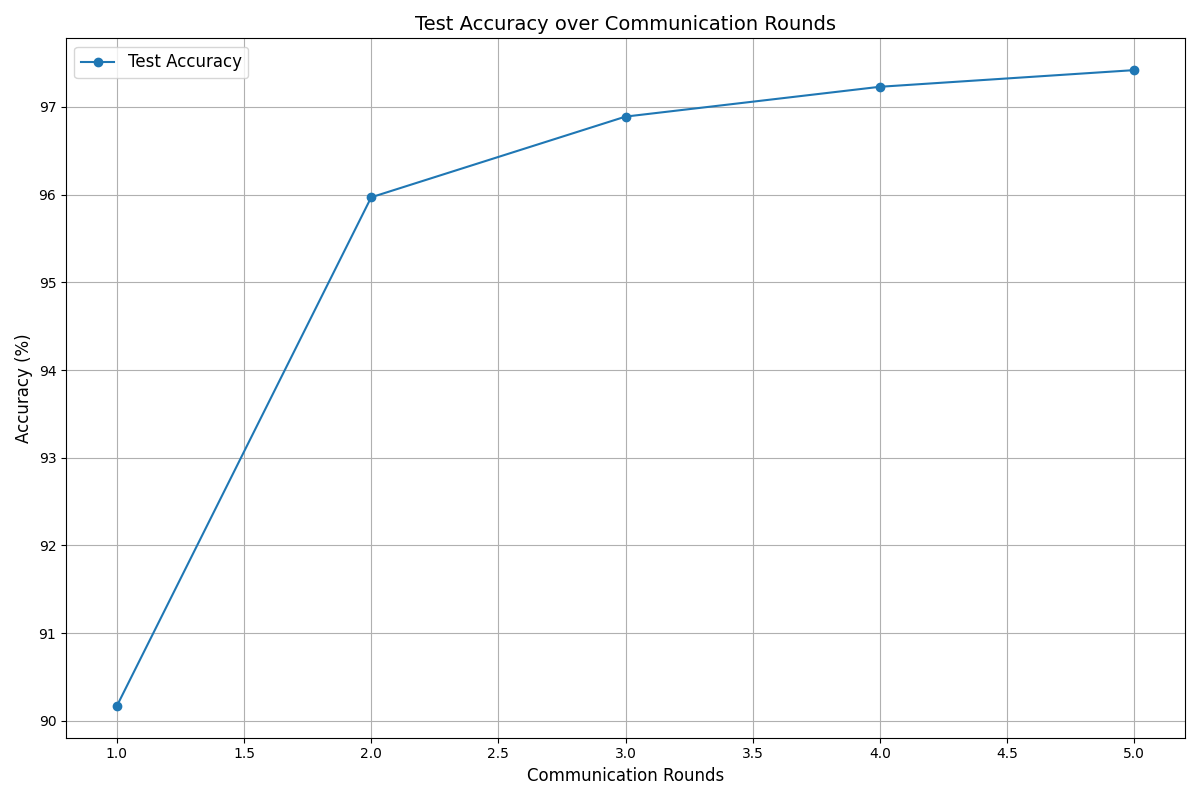 Test Accuracy over Communication Rounds
Test Accuracy
Accuracy (%)
97
96
95
94
93
92
91
90
1.0 1.5 2.0 2.5 3.0 3.5 4.0 4.5 5.0
Communication Rounds